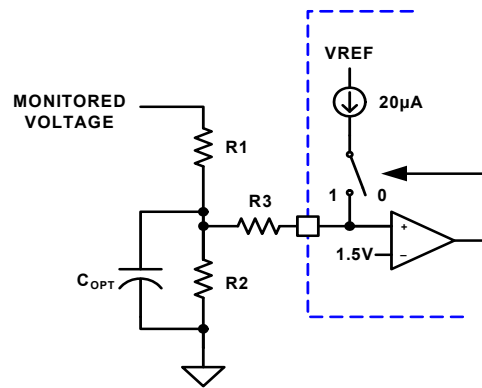 VREF
20µA
MONITORED
VOLTAGE
R1
R3
1 0
+
1.5V
–
COPT
R2